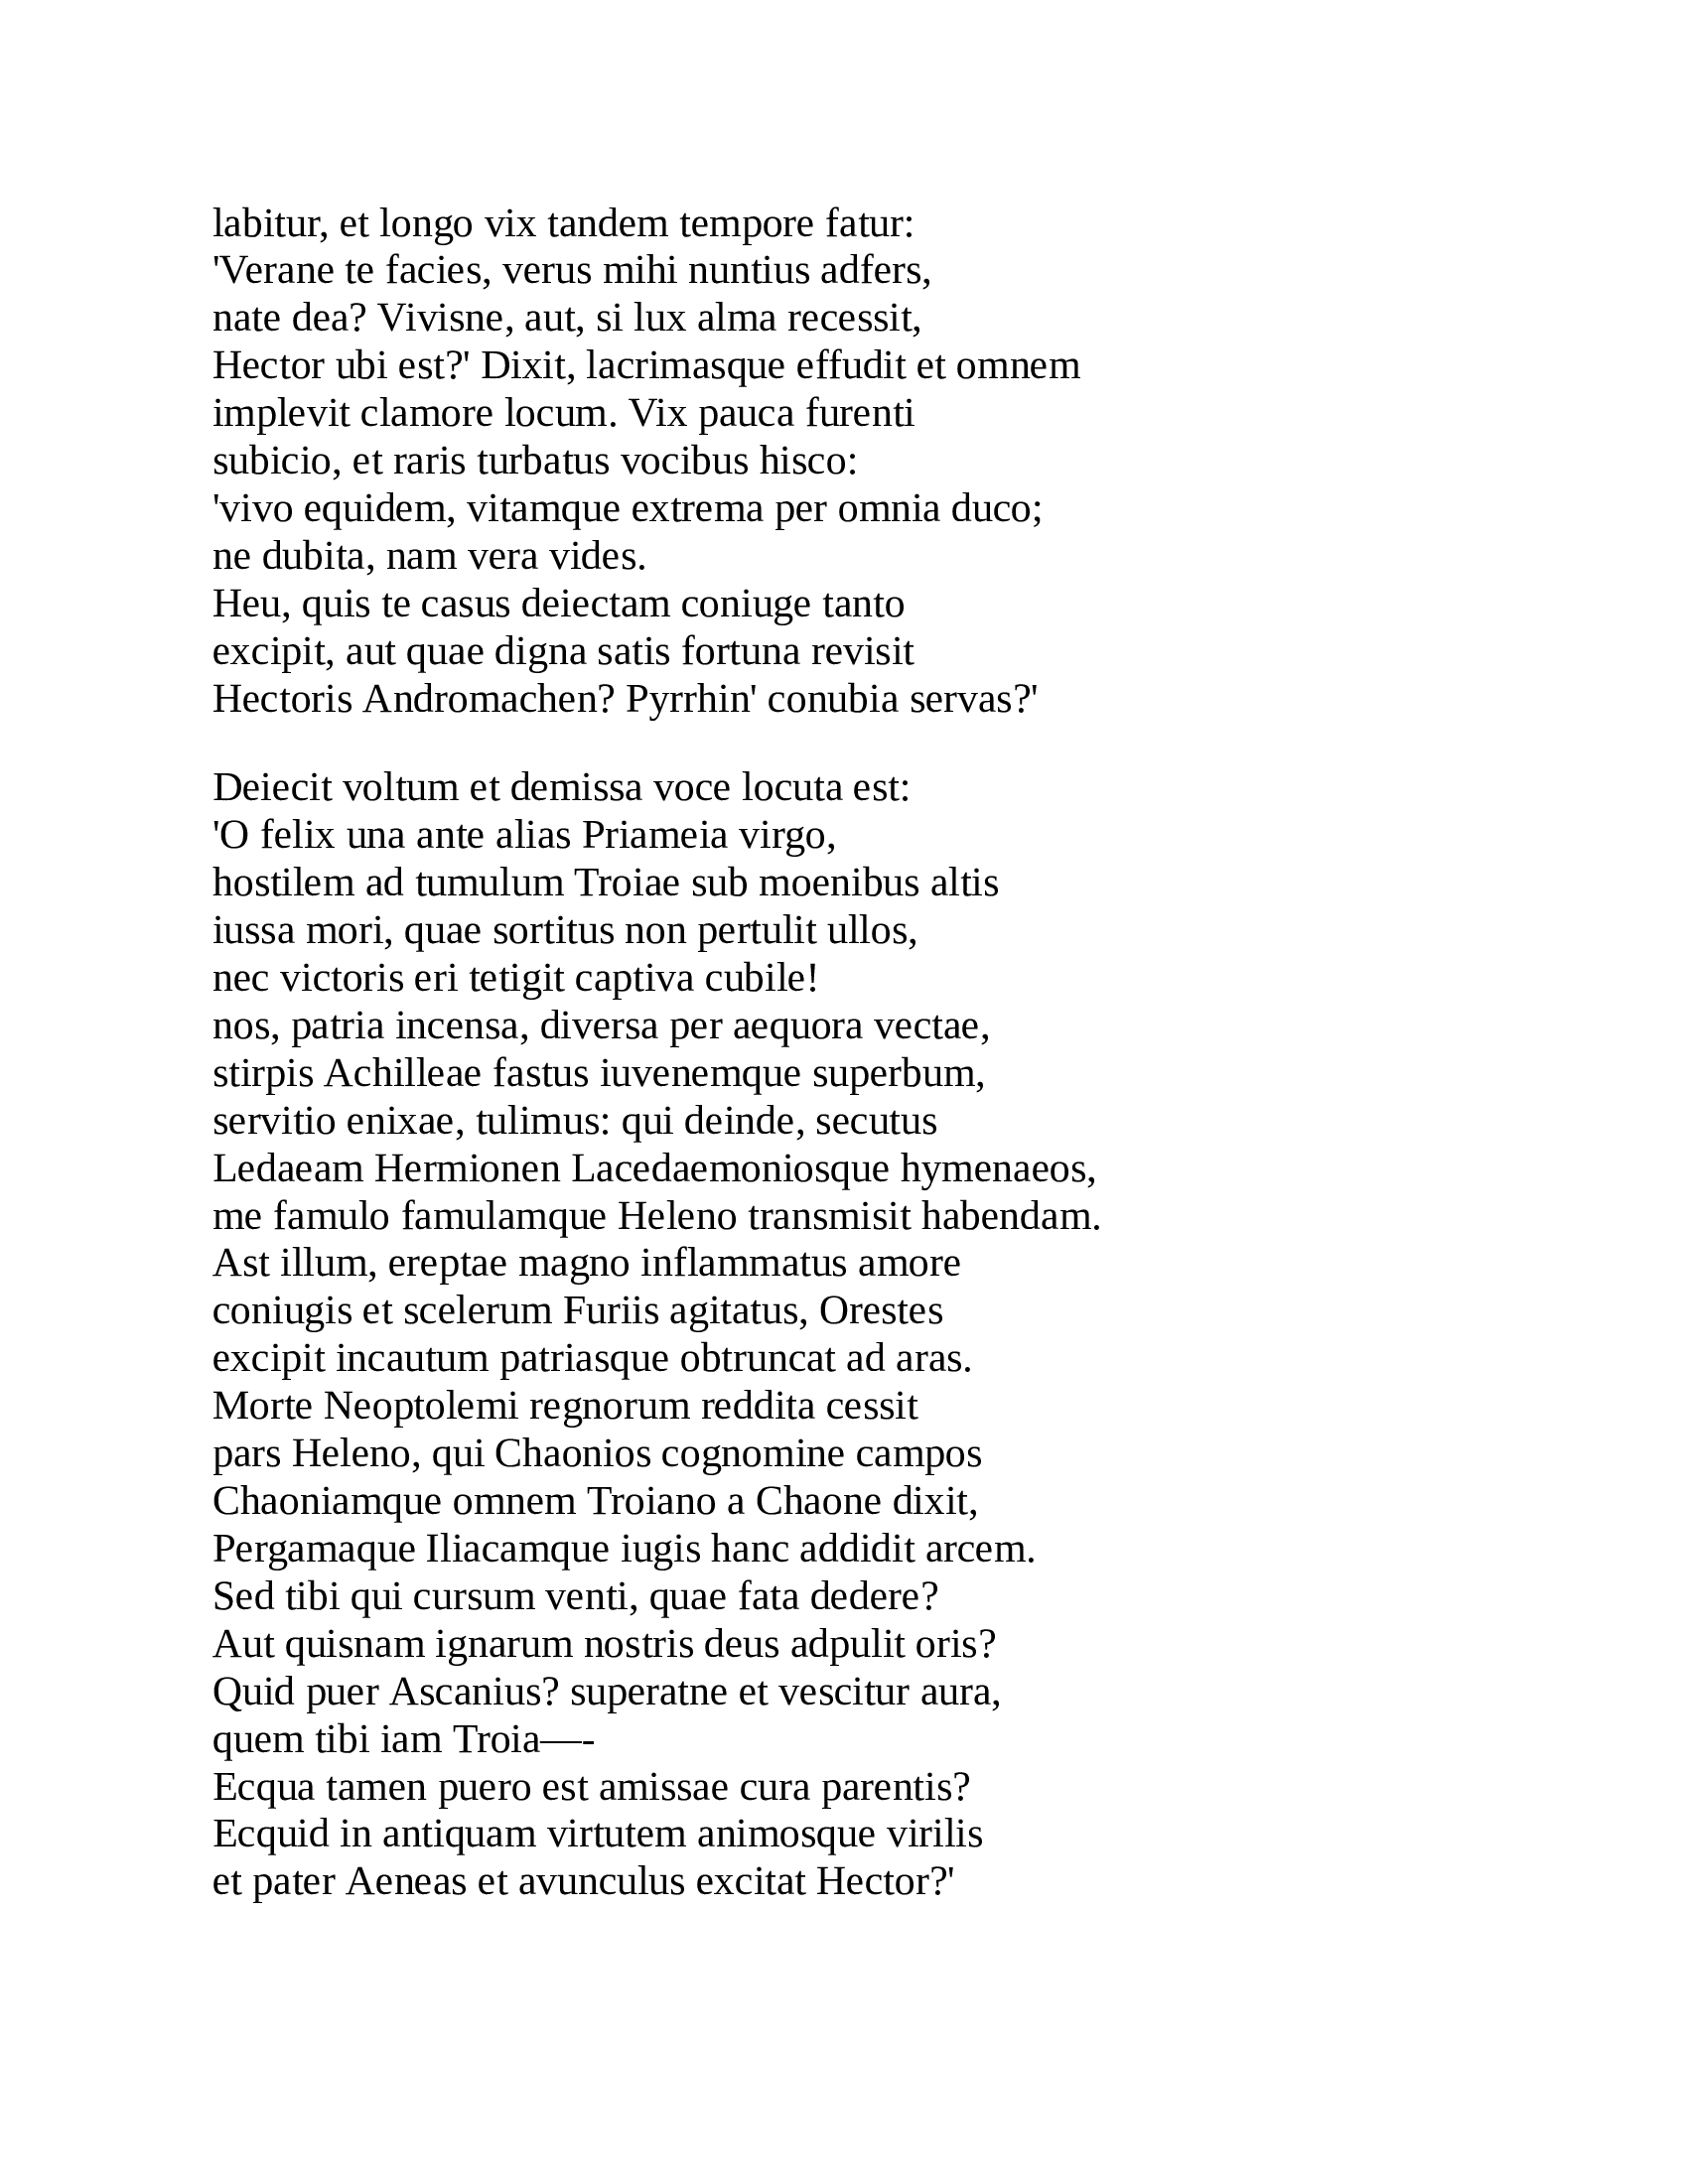 labitur, et longo vix tandem tempore fatur:
'Verane te facies, verus mihi nuntius adfers,
nate dea? Vivisne, aut, si lux alma recessit,
Hector ubi est?' Dixit, lacrimasque effudit et omnem
implevit clamore locum. Vix pauca furenti
subicio, et raris turbatus vocibus hisco:
'vivo equidem, vitamque extrema per omnia duco;
ne dubita, nam vera vides.
Heu, quis te casus deiectam coniuge tanto
excipit, aut quae digna satis fortuna revisit
Hectoris Andromachen? Pyrrhin' conubia servas?'

Deiecit voltum et demissa voce locuta est:
'O felix una ante alias Priameia virgo,
hostilem ad tumulum Troiae sub moenibus altis
iussa mori, quae sortitus non pertulit ullos,
nec victoris eri tetigit captiva cubile!
nos, patria incensa, diversa per aequora vectae,
stirpis Achilleae fastus iuvenemque superbum,
servitio enixae, tulimus: qui deinde, secutus
Ledaeam Hermionen Lacedaemoniosque hymenaeos,
me famulo famulamque Heleno transmisit habendam.
Ast illum, ereptae magno inflammatus amore
coniugis et scelerum Furiis agitatus, Orestes
excipit incautum patriasque obtruncat ad aras.
Morte Neoptolemi regnorum reddita cessit
pars Heleno, qui Chaonios cognomine campos
Chaoniamque omnem Troiano a Chaone dixit,
Pergamaque Iliacamque iugis hanc addidit arcem.
Sed tibi qui cursum venti, quae fata dedere?
Aut quisnam ignarum nostris deus adpulit oris?
Quid puer Ascanius? superatne et vescitur aura,
quem tibi iam Troia—-
Ecqua tamen puero est amissae cura parentis?
Ecquid in antiquam virtutem animosque virilis
et pater Aeneas et avunculus excitat Hector?'